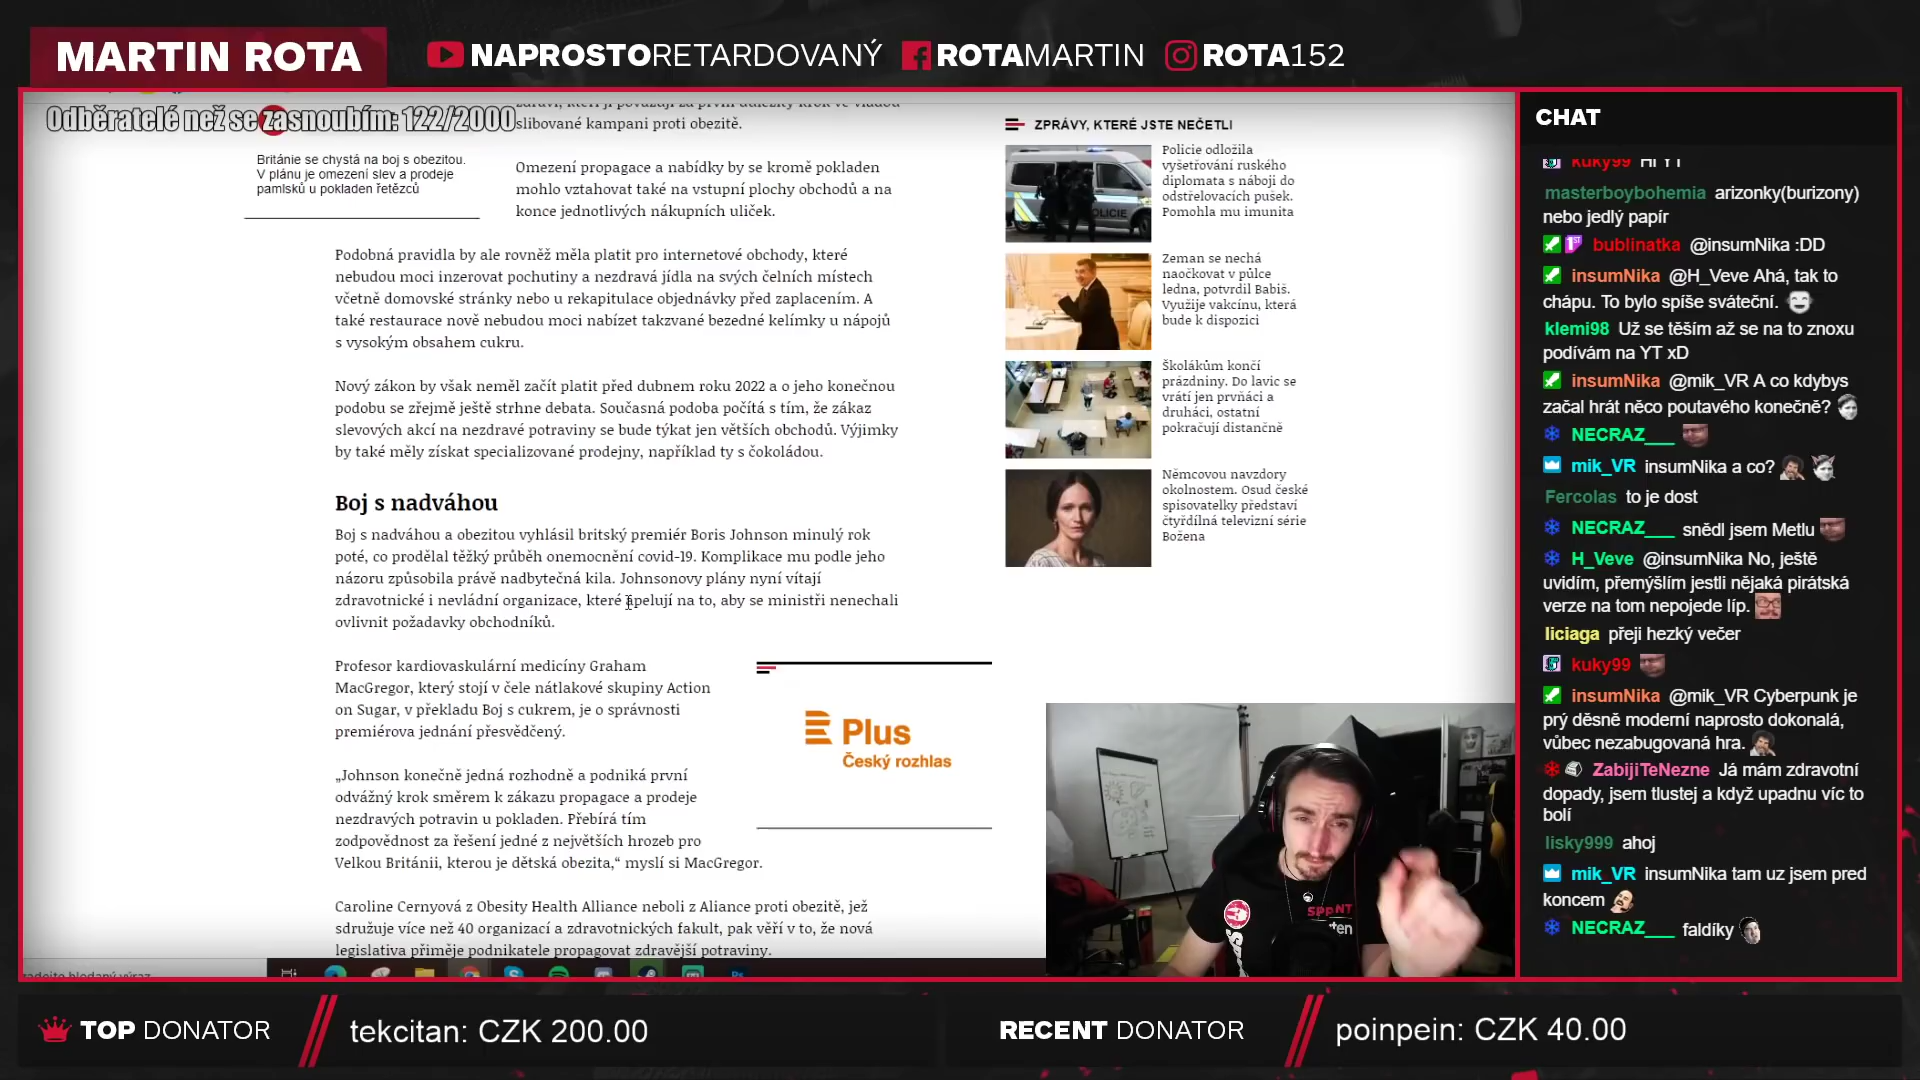 MARTIN ROTA
NAPROSTORETARDOVANÝ
ROTAMARTIN
ROTA152
Odběratelé než se zasnoubím: 122/2000
zdraví, kteří ji považují za první důležitý krok ve vládou
slibované kampani proti obezitě.
Británie se chystá na boj s obezitou.
V plánu je omezení slev a prodeje
pamlsků u pokladen řetězců
Omezení propagace a nabídky by se kromě pokladen
mohlo vztahovat také na vstupní plochy obchodů a na
konce jednotlivých nákupních uliček.
Podobná pravidla by ale rovněž měla platit pro internetové obchody, které
nebudou moci inzerovat pochutiny a nezdravá jídla na svých čelních místech
včetně domovské stránky nebo u rekapitulace objednávky před zaplacením. A
také restaurace nově nebudou moci nabízet takzvané bezedné kelímky u nápojů
s vysokým obsahem cukru.
Nový zákon by však neměl začít platit před dubnem roku 2022 a o jeho konečnou
podobu se zřejmě ještě strhne debata. Současná podoba počítá s tím, že zákaz
slevových akcí na nezdravé potraviny se bude týkat jen větších obchodů. Výjimky
by také měly získat specializované prodejny, například ty s čokoládou.
Boj s nadváhou
Boj s nadváhou a obezitou vyhlásil britský premiér Boris Johnson minulý rok
poté, co prodělal těžký průběh onemocnění covid-19. Komplikace mu podle jeho
názoru způsobila právě nadbytečná kila. Johnsonovy plány nyní vítají
zdravotnické i nevládní organizace, které apelují na to, aby se ministři nenechali
ovlivnit požadavky obchodníků.
Profesor kardiovaskulární medicíny Graham
MacGregor, který stojí v čele nátlakové skupiny Action
on Sugar, v překladu Boj s cukrem, je o správnosti
premiérova jednání přesvědčený.
„Johnson konečně jedná rozhodně a podniká první
odvážný krok směrem k zákazu propagace a prodeje
nezdravých potravin u pokladen. Přebírá tím
zodpovědnost za řešení jedné z největších hrozeb pro
Velkou Británii, kterou je dětská obezita,“ myslí si MacGregor.
Caroline Cernyová z Obesity Health Alliance neboli z Aliance proti obezitě, jež
sdružuje více než 40 organizací a zdravotnických fakult, pak věří v to, že nová
legislativa přiměje podnikatele propagovat zdravější potraviny.
Plus
Český rozhlas
ZPRÁVY, KTERÉ JSTE NEČETLI
Policie odložila
vyšetřování ruského
diplomata s náboji do
odstřelovacích pušek.
Pomohla mu imunita
POLICIE
Zeman se nechá
naočkovat v půlce
ledna, potvrdil Babiš.
Využije vakcínu, která
bude k dispozici
Školákům končí
prázdniny. Do lavic se
vrátí jen prvňáci a
druháci, ostatní
pokračují distančně
Němcovou navzdory
okolnostem. Osud české
spisovatelky představí
čtyřdílná televizní série
Božena
hledaný výraz
CHAT
kuky99 Hi YT
masterboybohemia arizonky(burizony)
nebo jedlý papír
bublinatka @insumNika :DD
insumNika @H_Veve Ahá, tak to
chápu. To bylo spíše sváteční.
klemi98 Už se těším až se na to znoxu
podívám na YT xD
insumNika @mik_VR A co kdybys
začal hrát něco poutavého konečně?
NECRAZ___
mik_VR insumNika a co?
Fercolas to je dost
NECRAZ___ snědl jsem Metlu
H_Veve @insumNika No, ještě
uvidím, přemýšlím jestli nějaká pirátská
verze na tom nepojede líp.
liciaga přeji hezký večer
kuky99
insumNika @mik_VR Cyberpunk je
prý děsně moderní naprosto dokonalá,
vůbec nezabugovaná hra.
ZabijiTeNezne Já mám zdravotní
dopady, jsem tlustej a když upadnu víc to
bolí
lisky999 ahoj
mik_VR insumNika tam uz jsem pred
koncem
NECRAZ___ faldíky
TOP DONATOR
tekcitan: CZK 200.00
RECENT DONATOR
poinpein: CZK 40.00